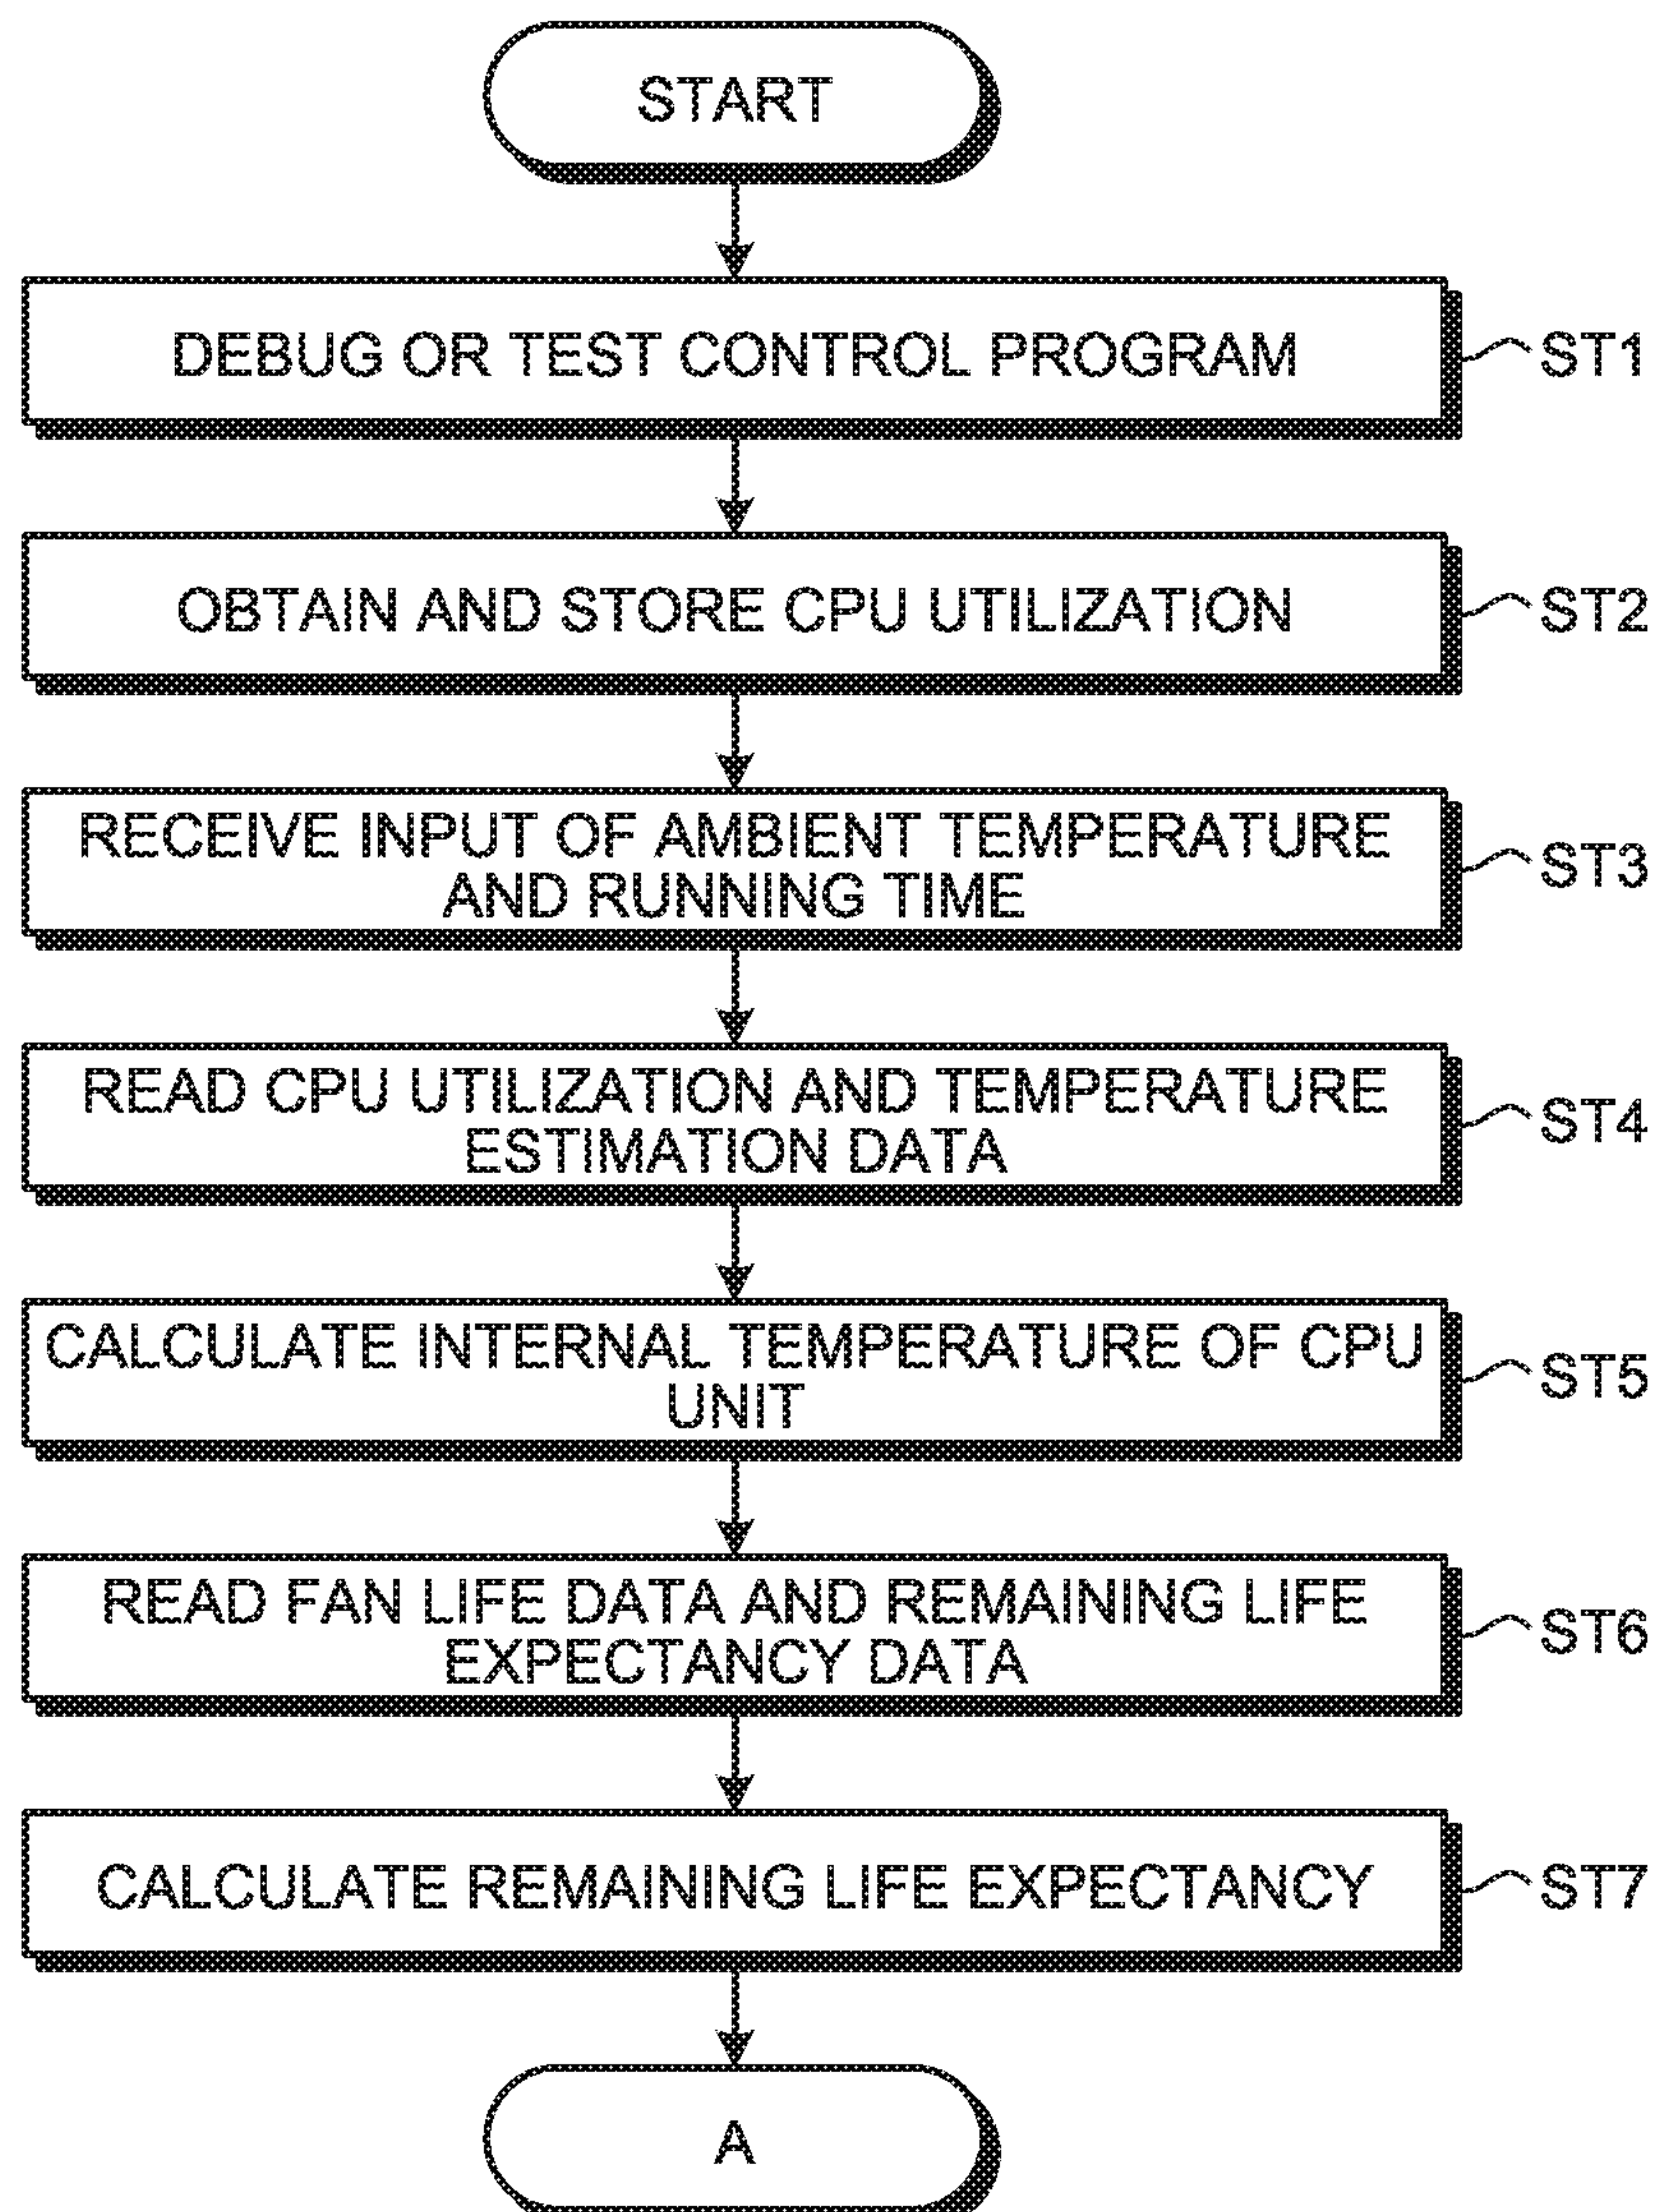 START
DEBUG OR TEST CONTROL PROGRAM
ST1
OBTAIN AND STORE CPU UTILIZATION
ST2
RECEIVE INPUT OF AMBIENT TEMPERATURE
AND RUNNING TIME
ST3
READ CPU UTILIZATION AND TEMPERATURE
ESTIMATION DATA
ST4
CALCULATE INTERNAL TEMPERATURE OF CPU
UNIT
ST5
READ FAN LIFE DATA AND REMAINING LIFE
EXPECTANCY DATA
ST6
CALCULATE REMAINING LIFE EXPECTANCY
ST7
A